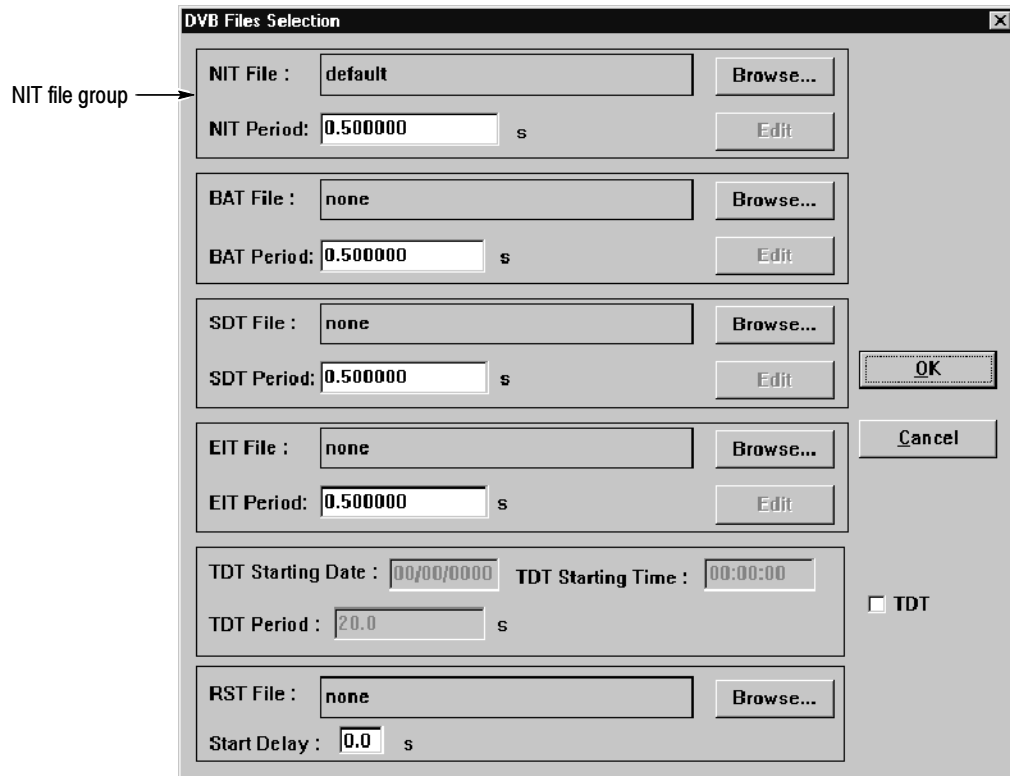 DVB Files Selection
NIT file group
NIT File : default Browse...
NIT Period: 0.500000 s Edit
BAT File : none Browse...
BAT Period: 0.500000 s Edit
SDT File : none Browse...
SDT Period: 0.500000 s Edit
OK
EIT File : none Browse...
Cancel
EIT Period: 0.500000 s Edit
TDT Starting Date : 00/00/0000 TDT Starting Time : 00:00:00
TDT
TDT Period : 20.0 s
RST File : none Browse...
Start Delay : 0.0 s